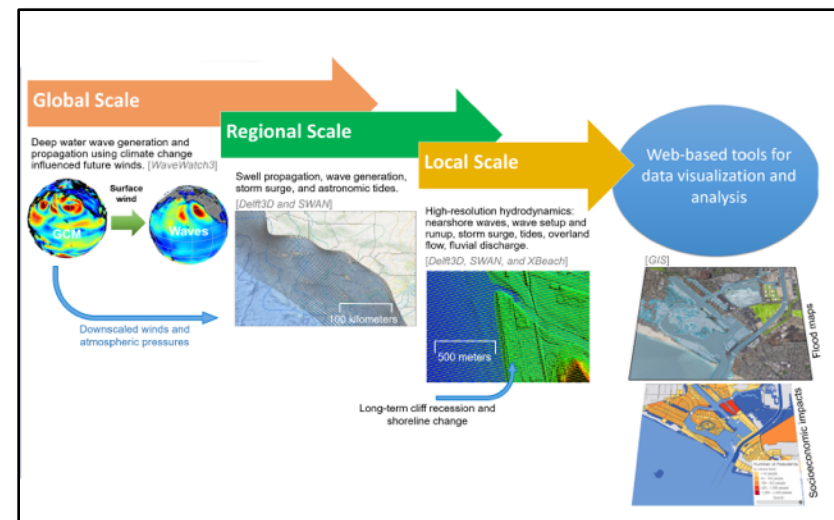 Global Scale
Deep water wave generation and
propagation using climate change
influenced future winds. [WaveWatch3]
Surface
wind
GCM
Waves
Downscaled winds and
atmospheric pressures
Regional Scale
Swell propagation, wave generation,
storm surge, and astronomic tides.
[Delft3D and SWAN]
100 kilometers
Local Scale
High-resolution hydrodynamics:
nearshore waves, wave setup and
runup, storm surge, tides, overland
flow, fluvial discharge.
[Delft3D, SWAN, and XBeach]
500 meters
Long-term cliff recession and
shoreline change
Web-based tools for
data visualization and
analysis
[GIS]
Flood maps
Socioeconomic impacts
Number of Residents